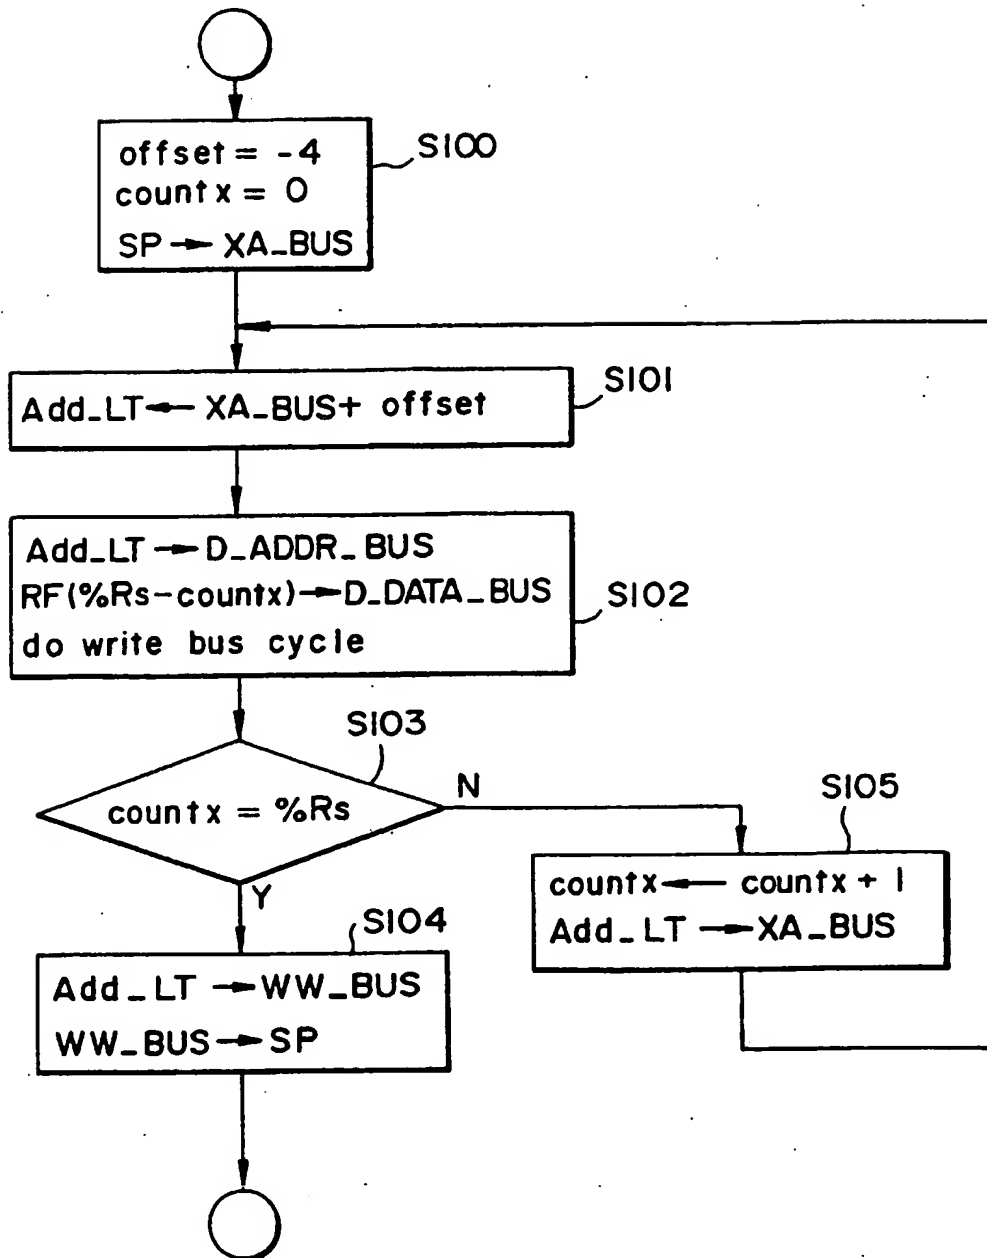 offset = -4
countx = 0
SP → XA_BUS
S100
Add_LT ← XA_BUS + offset
S101
Add_LT → D_ADDR_BUS
RF(%Rs-countx) → D_DATA_BUS
do write bus cycle
S102
S103
countx = %Rs
N
Y
S105
countx ← countx + 1
Add_LT → XA_BUS
S104
Add_LT → WW_BUS
WW_BUS → SP